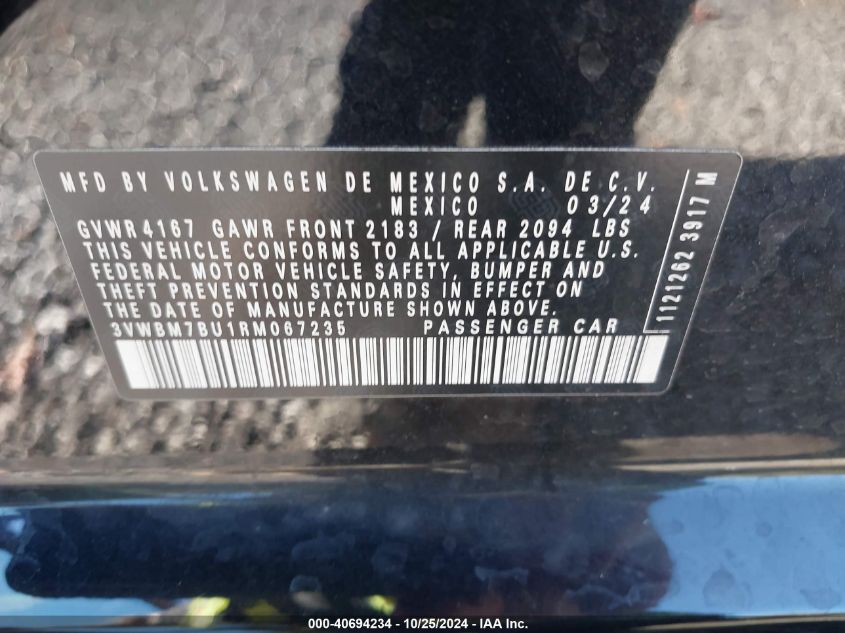 MFD BY VOLKSWAGEN DE MEXICO S.A. DE C.V.
MEXICO 03/24
GVWR 4167 GAWR FRONT 2183 / REAR 2094 LBS
THIS VEHICLE CONFORMS TO ALL APPLICABLE U.S.
FEDERAL MOTOR VEHICLE SAFETY, BUMPER AND
THEFT PREVENTION STANDARDS IN EFFECT ON
THE DATE OF MANUFACTURE SHOWN ABOVE.
3VWBM7BU1RM067235 PASSENGER CAR
1121262 3917 M
000-40694234 - 10/25/2024 - IAA Inc.